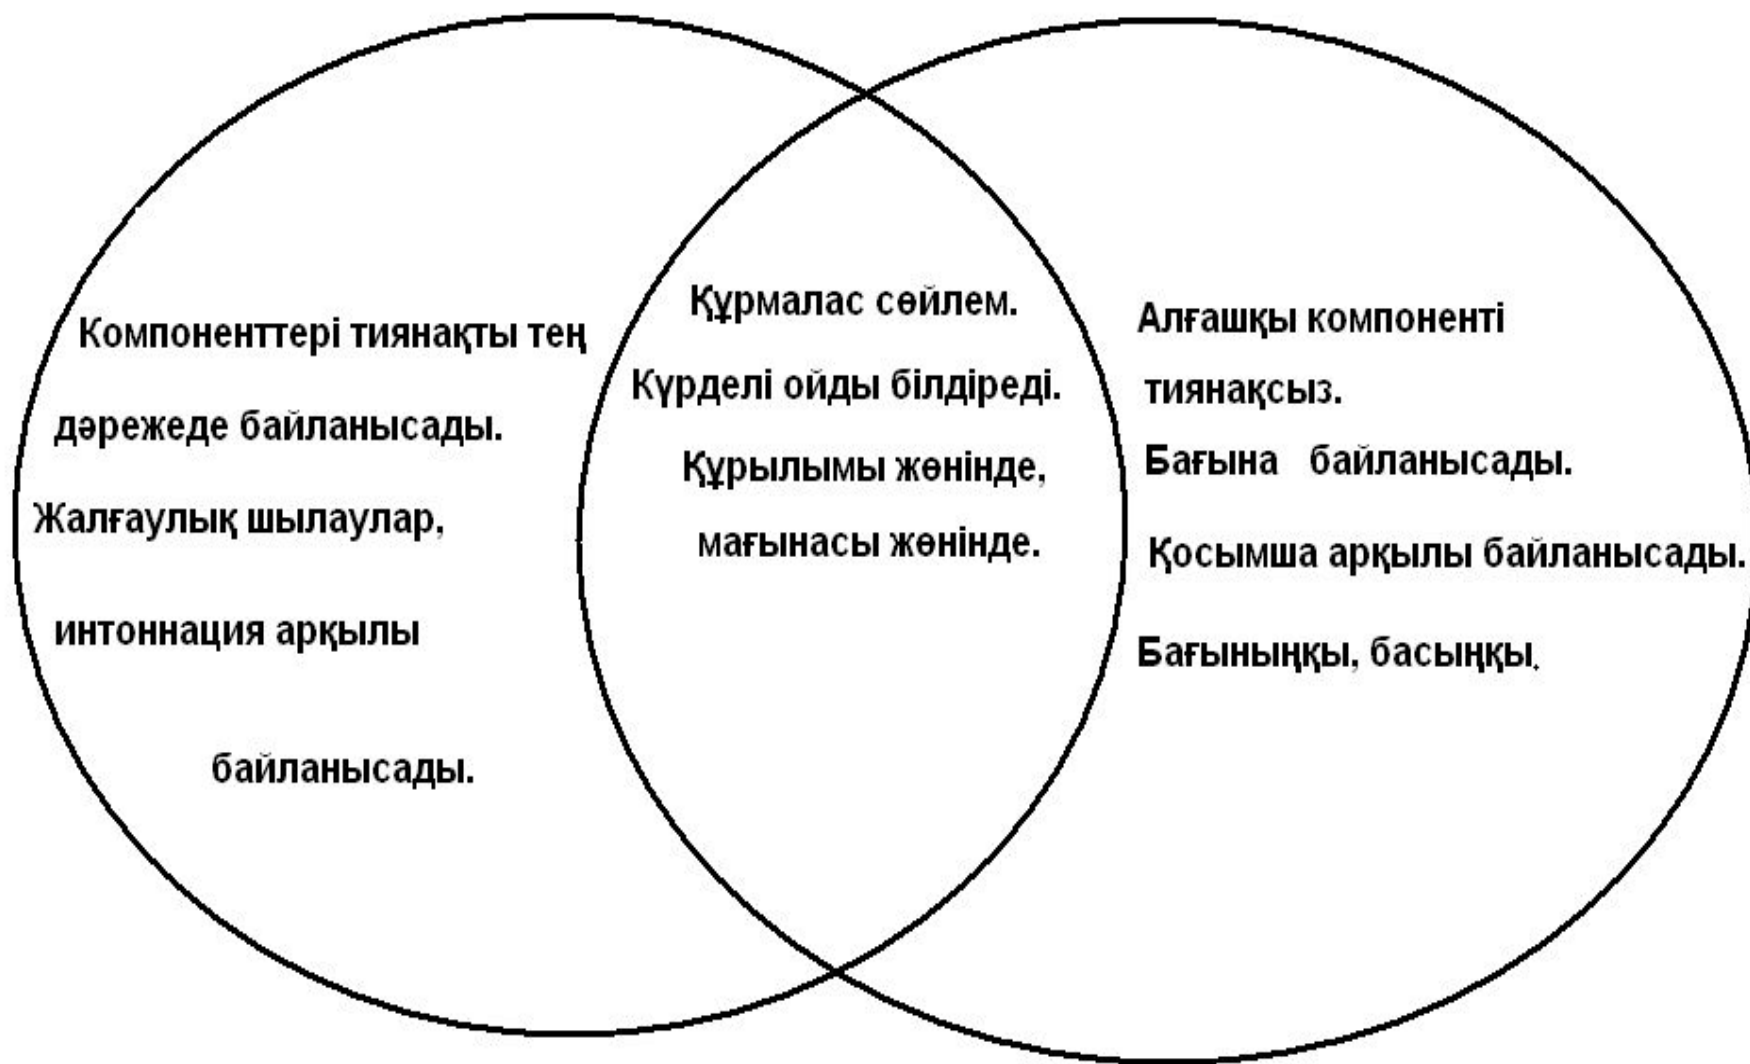 Компоненттері тиянақты тең
дәрежеде байланысады.
Жалғаулық шылаулар,
интоннация арқылы
байланысады.
Құрмалас сөйлем.
Күрделі ойды білдіреді.
Құрылымы жөнінде,
мағынасы жөнінде.
Алғашқы компоненті
тиянақсыз.
Бағына байланысады.
Қосымша арқылы байланысады.
Бағыныңқы, басыңқы.